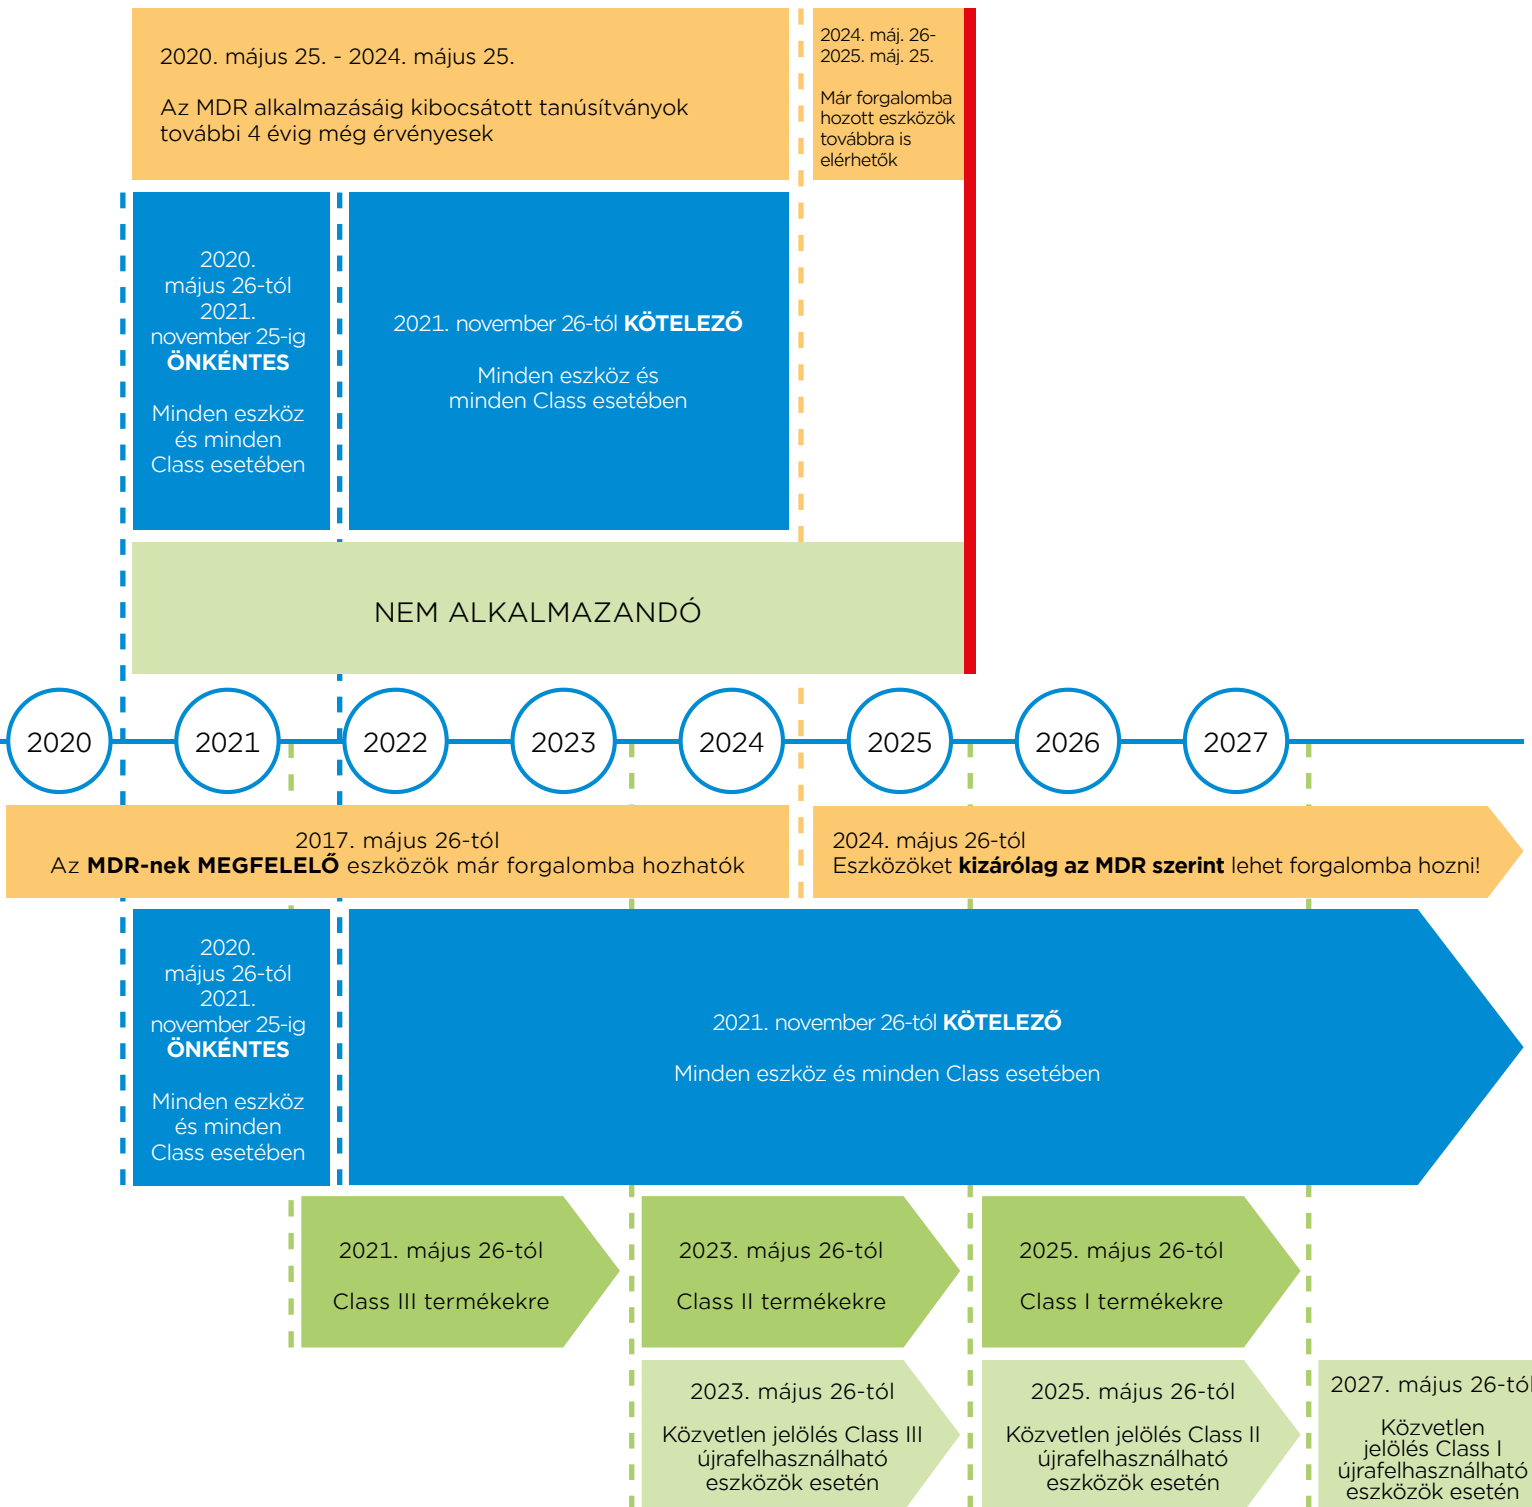 2020. május 25. - 2024. május 25.
Az MDR alkalmazásáig kibocsátott tanúsítványok
további 4 évig még érvényesek
2024. máj. 26-
2025. máj. 25.
Már forgalomba
hozott eszközök
továbbra is
elérhetők
2020.
május 26-tól
2021.
november 25-ig
ÖNKÉNTES
Minden eszköz
és minden
Class esetében
2021. november 26-tól KÖTELEZŐ
Minden eszköz és
minden Class esetében
NEM ALKALMAZANDÓ
2020
2021
2022
2023
2024
2025
2026
2027
2017. május 26-tól
Az MDR-nek MEGFELELŐ eszközök már forgalomba hozhatók
2024. május 26-tól
Eszközöket kizárólag az MDR szerint lehet forgalomba hozni!
2020.
május 26-tól
2021.
november 25-ig
ÖNKÉNTES
Minden eszköz
és minden
Class esetében
2021. november 26-tól KÖTELEZŐ
Minden eszköz és minden Class esetében
2021. május 26-tól
Class III termékekre
2023. május 26-tól
Class II termékekre
2025. május 26-tól
Class I termékekre
2023. május 26-tól
Közvetlen jelölés Class III
újrafelhasználható
eszközök esetén
2025. május 26-tól
Közvetlen jelölés Class II
újrafelhasználható
eszközök esetén
2027. május 26-tól
Közvetlen
jelölés Class I
újrafelhasználható
eszközök esetén